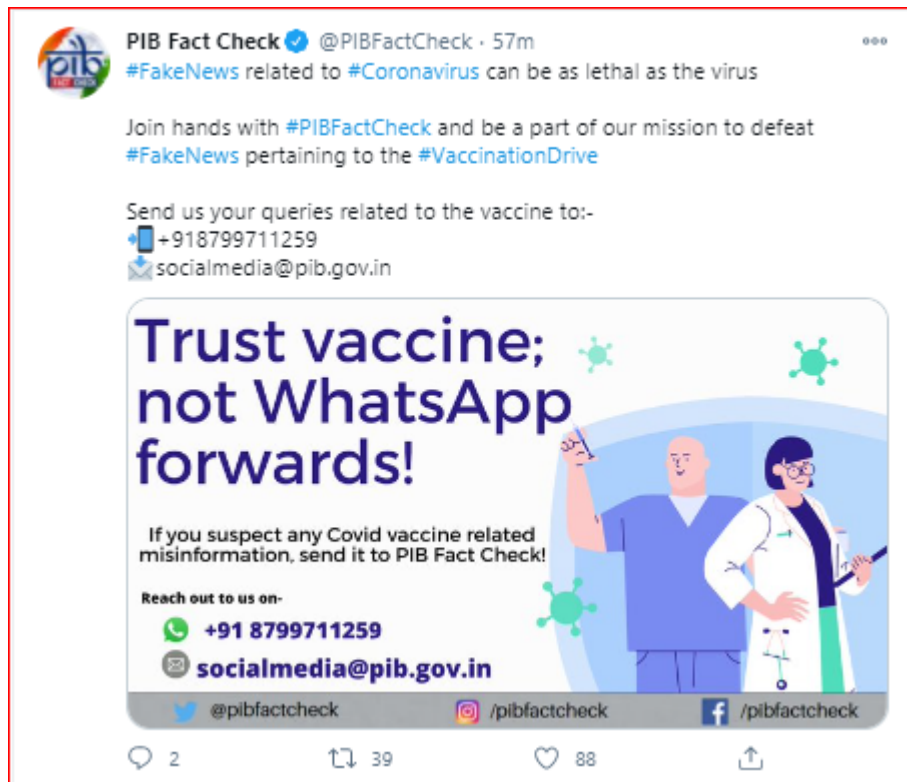 PIB Fact Check @PIBFactCheck · 57m
#FakeNews related to #Coronavirus can be as lethal as the virus
Join hands with #PIBFactCheck and be a part of our mission to defeat
#FakeNews pertaining to the #VaccinationDrive
Send us your queries related to the vaccine to:-
+918799711259
socialmedia@pib.gov.in
pib
FACT CHECK
Trust vaccine;
not WhatsApp
forwards!
If you suspect any Covid vaccine related
misinformation, send it to PIB Fact Check!
Reach out to us on-
+91 8799711259
socialmedia@pib.gov.in
@pibfactcheck /pibfactcheck /pibfactcheck
2 39 88